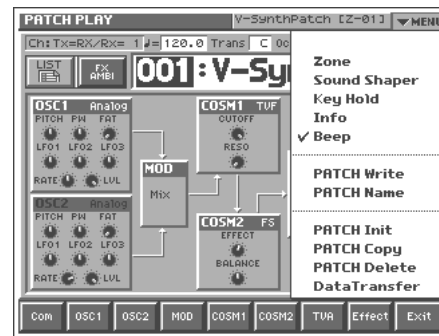 PATCH PLAY V-SynthPatch [Z-01] ▼MENU
Ch:Tx=RX/Rx= 1 ♩=120.0 Trans C Oc
LIST FX AMBI 001:V-Sy
Zone
Sound Shaper
Key Hold
Info
✓ Beep
PATCH Write
PATCH Name
PATCH Init
PATCH Copy
PATCH Delete
DataTransfer
OSC1 Analog
PITCH PW FAT
LFO1 LFO2 LFO3
RATE LVL
OSC2 Analog
PITCH PW FAT
LFO1 LFO2 LFO3
RATE LVL
MOD
Mix
COSM1 TVF
CUTOFF
RESO
COSM2 FS
EFFECT
BALANCE
Com OSC1 OSC2 MOD COSM1 COSM2 TVA Effect Exit